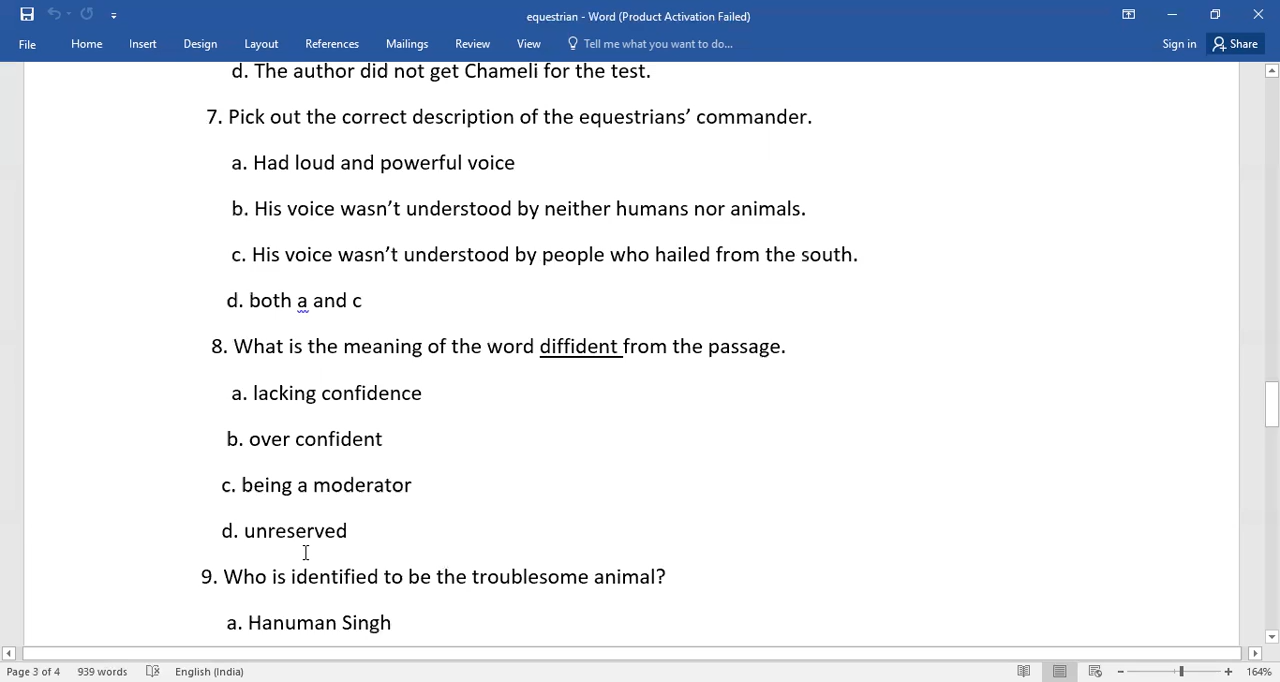 equestrian - Word (Product Activation Failed)
File Home Insert Design Layout References Mailings Review View Tell me what you want to do... Sign in Share
d. The author did not get Chameli for the test.
7. Pick out the correct description of the equestrians’ commander.
a. Had loud and powerful voice
b. His voice wasn’t understood by neither humans nor animals.
c. His voice wasn’t understood by people who hailed from the south.
d. both a and c
8. What is the meaning of the word diffident from the passage.
a. lacking confidence
b. over confident
c. being a moderator
d. unreserved
9. Who is identified to be the troublesome animal?
a. Hanuman Singh
Page 3 of 4 939 words English (India) 164%